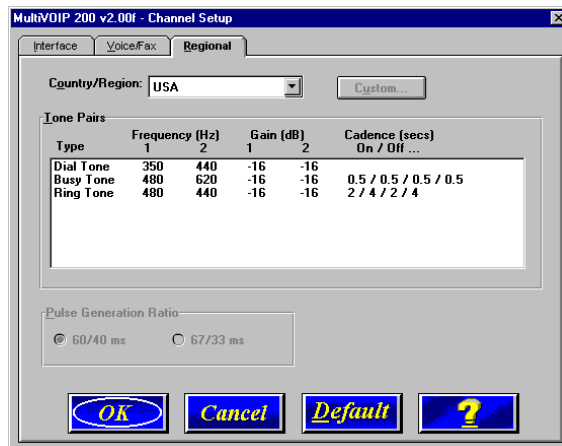 MultiVOIP 200 v2.00f - Channel Setup
Interface Voice/Fax Regional
Country/Region: USA Custom...
Tone Pairs
Frequency (Hz) Gain (dB) Cadence (secs)
Type 1 2 1 2 On / Off ...
Dial Tone 350 440 -16 -16
Busy Tone 480 620 -16 -16 0.5 / 0.5 / 0.5 / 0.5
Ring Tone 480 440 -16 -16 2 / 4 / 2 / 4
Pulse Generation Ratio
60/40 ms 67/33 ms
OK Cancel Default ?